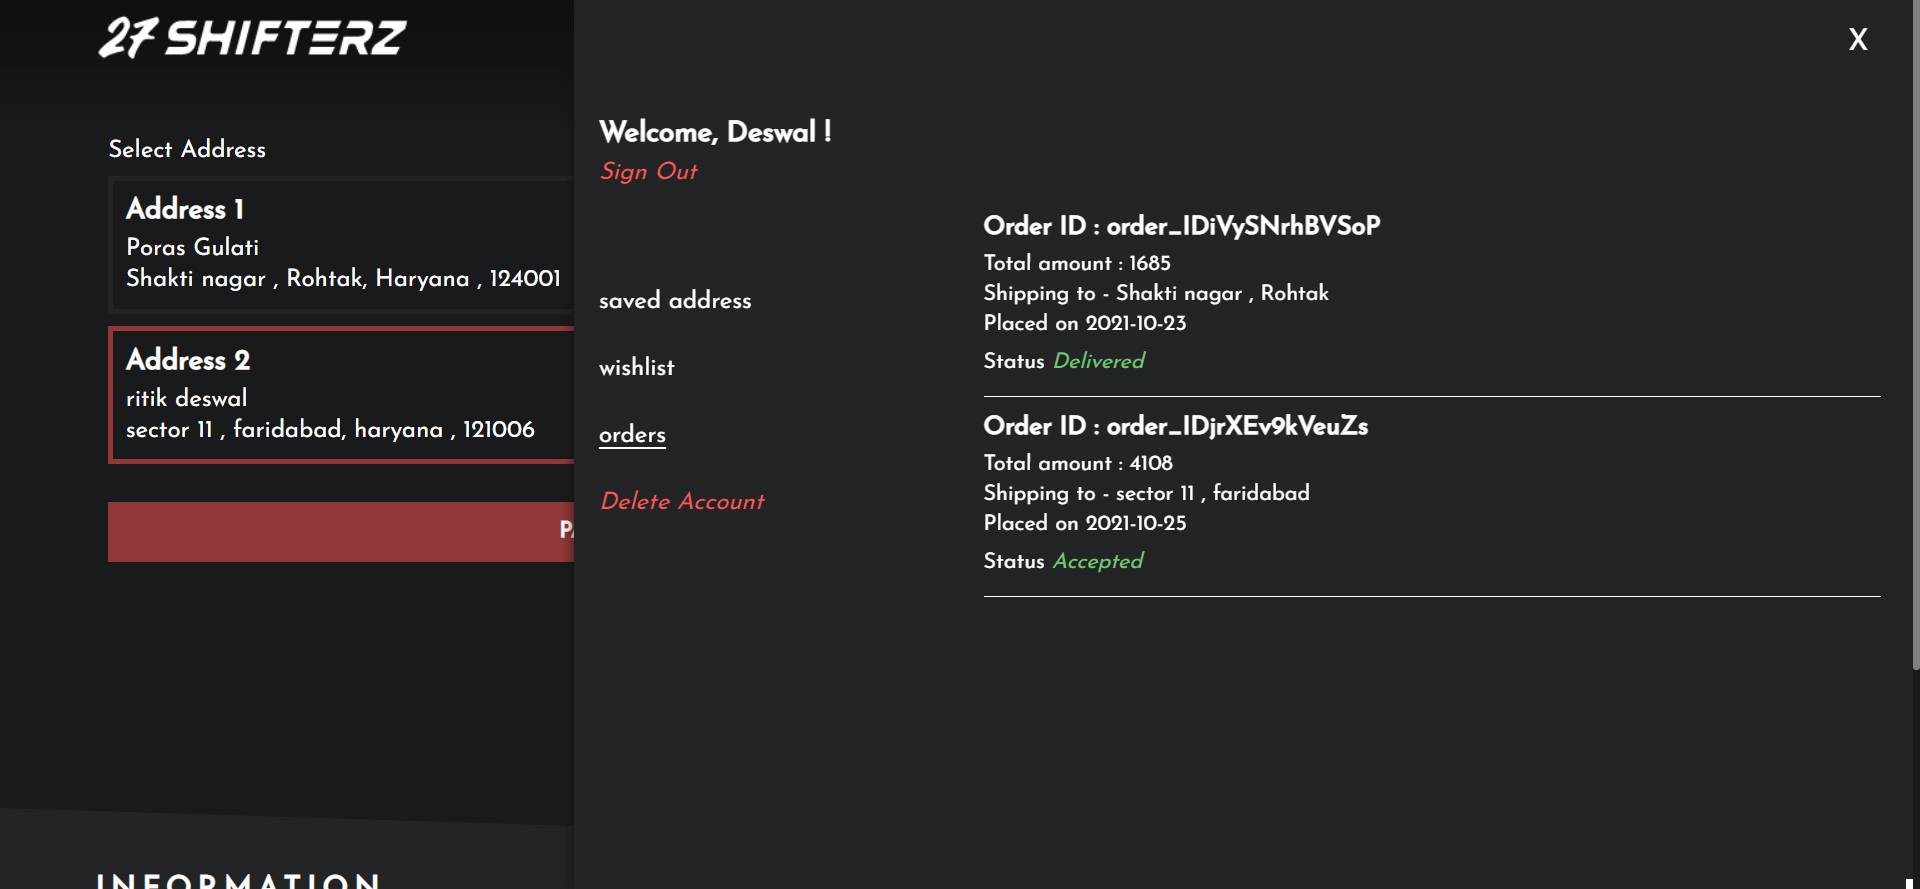 27 SHIFTERZ
Select Address
Address 1
Poras Gulati
Shakti nagar , Rohtak, Haryana , 124001
Address 2
ritik deswal
sector 11 , faridabad, haryana , 121006
INFORMATION
X
Welcome, Deswal !
Sign Out
saved address
wishlist
orders
Delete Account
Order ID : order_IDiVySNrhBVSoP
Total amount : 1685
Shipping to - Shakti nagar , Rohtak
Placed on 2021-10-23
Status Delivered
Order ID : order_IDjrXEv9kVeuZs
Total amount : 4108
Shipping to - sector 11 , faridabad
Placed on 2021-10-25
Status Accepted